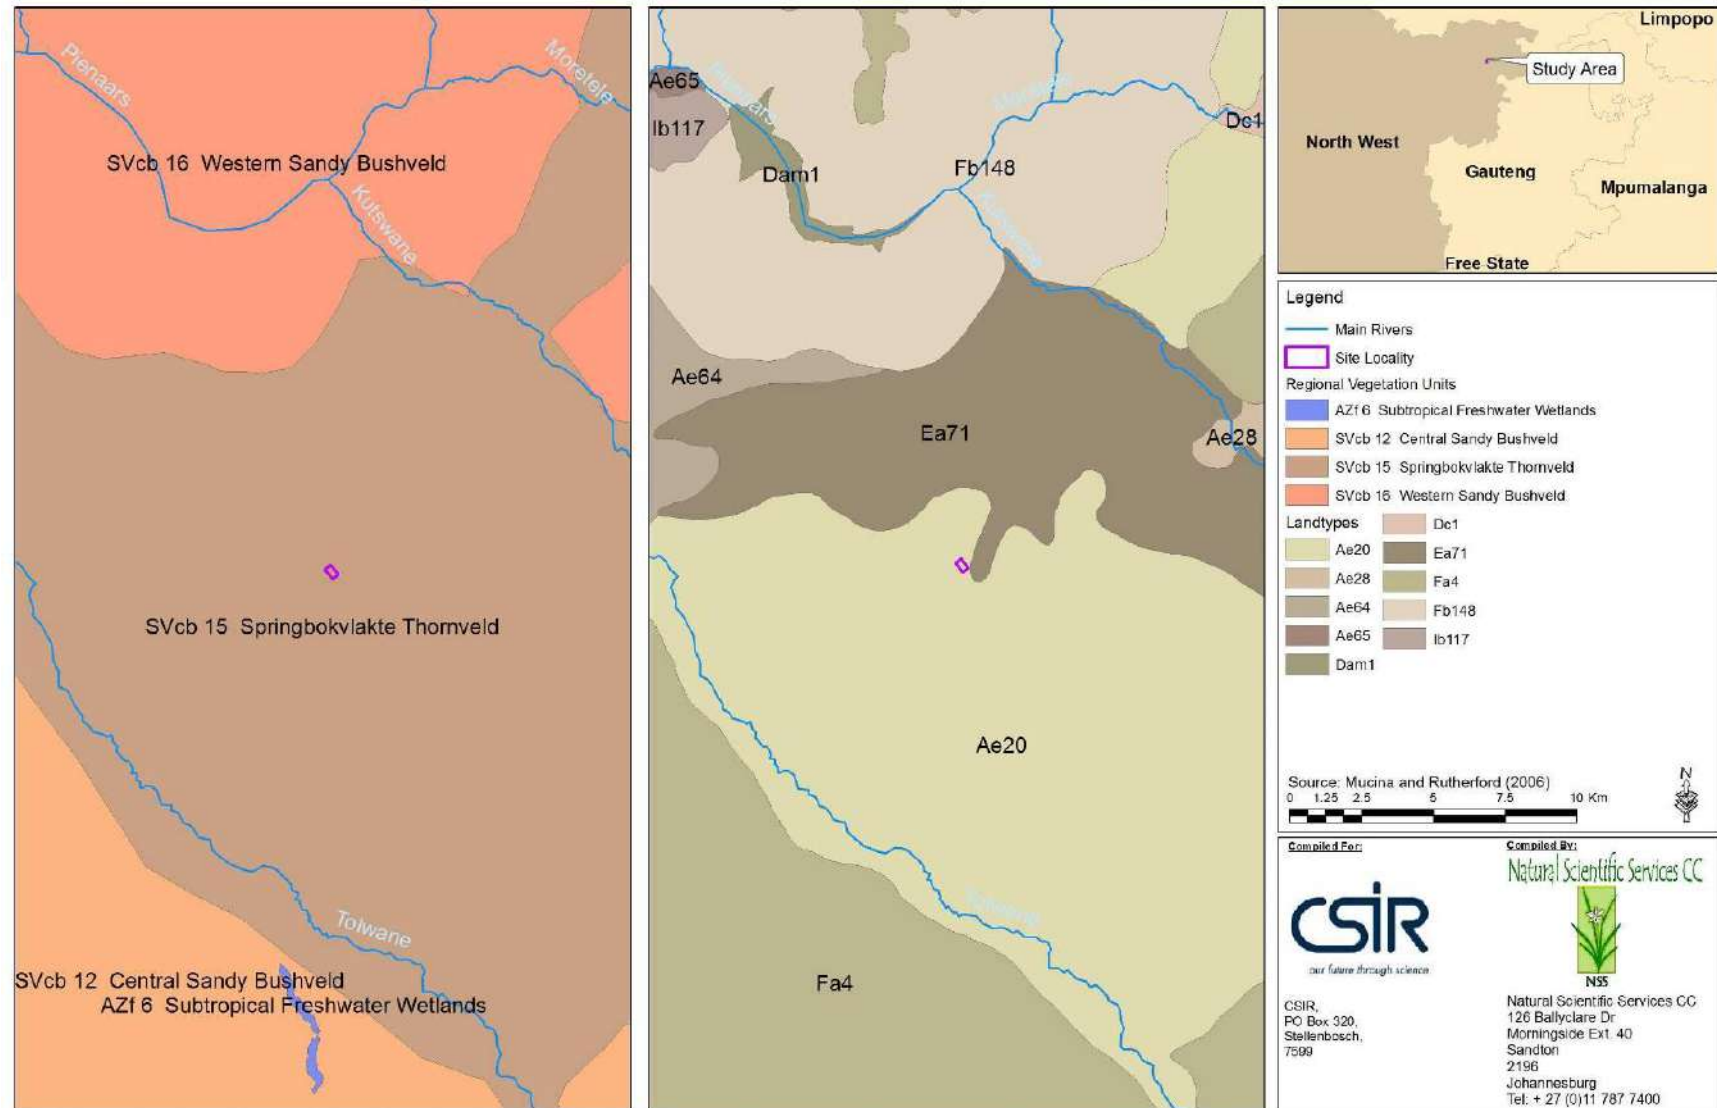 Pienaars
Moretele
SVcb 16 Western Sandy Bushveld
Kutswane
SVcb 15 Springbokvlakte Thornveld
Tolwane
SVcb 12 Central Sandy Bushveld
AZf 6 Subtropical Freshwater Wetlands
Ae65
Pienaars
Moretele
Dc1
Ib117
Dam1
Fb148
Kutswane
Ae64
Ea71
Ae28
Ae20
Tolwane
Fa4
Limpopo
Study Area
North West
Gauteng
Mpumalanga
Free State
Legend
Main Rivers
Site Locality
Regional Vegetation Units
AZf 6 Subtropical Freshwater Wetlands
SVcb 12 Central Sandy Bushveld
SVcb 15 Springbokvlakte Thornveld
SVcb 16 Western Sandy Bushveld
Landtypes
Ae20
Ae28
Ae64
Ae65
Dam1
Dc1
Ea71
Fa4
Fb148
Ib117
Source: Mucina and Rutherford (2006)
0 1.25 2.5 5 7.5 10 Km
N
Compiled For:
CSIR
our future through science
CSIR,
PO Box 320,
Stellenbosch,
7599
Compiled By:
Natural Scientific Services CC
NSS
Natural Scientific Services CC
126 Ballyclare Dr
Morningside Ext. 40
Sandton
2196
Johannesburg
Tel: + 27 (0)11 787 7400